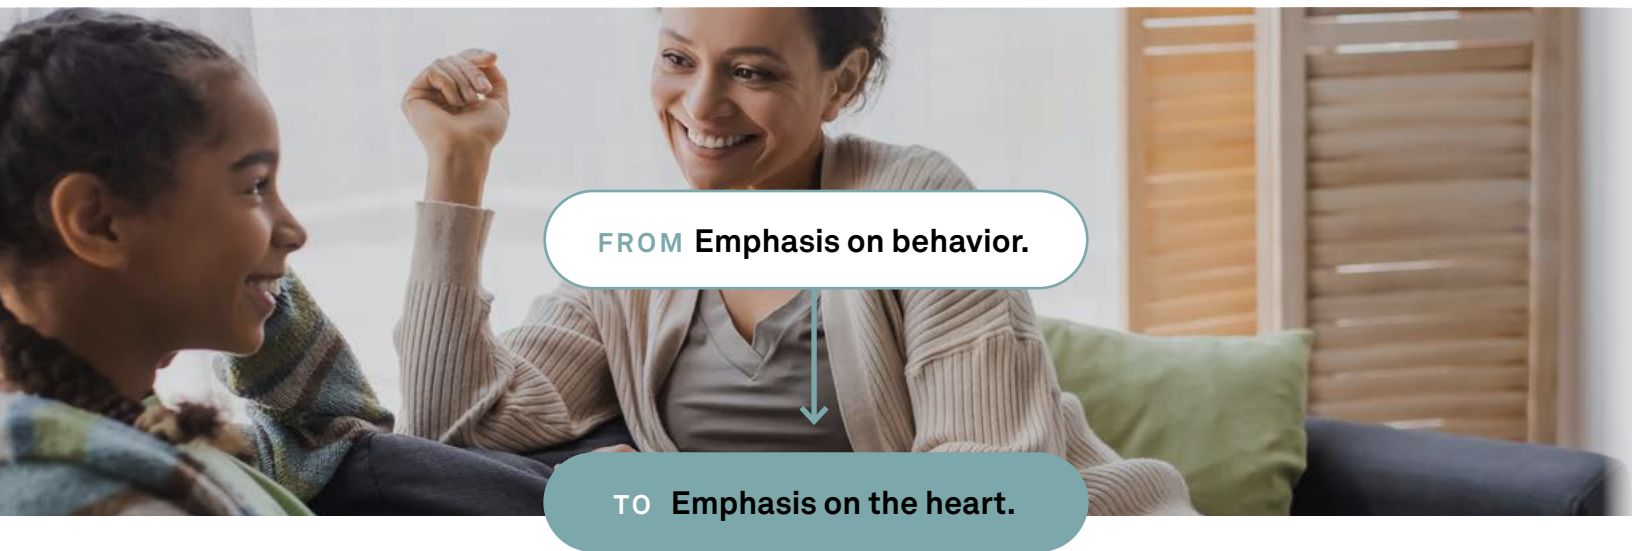 FROM Emphasis on behavior.
TO Emphasis on the heart.